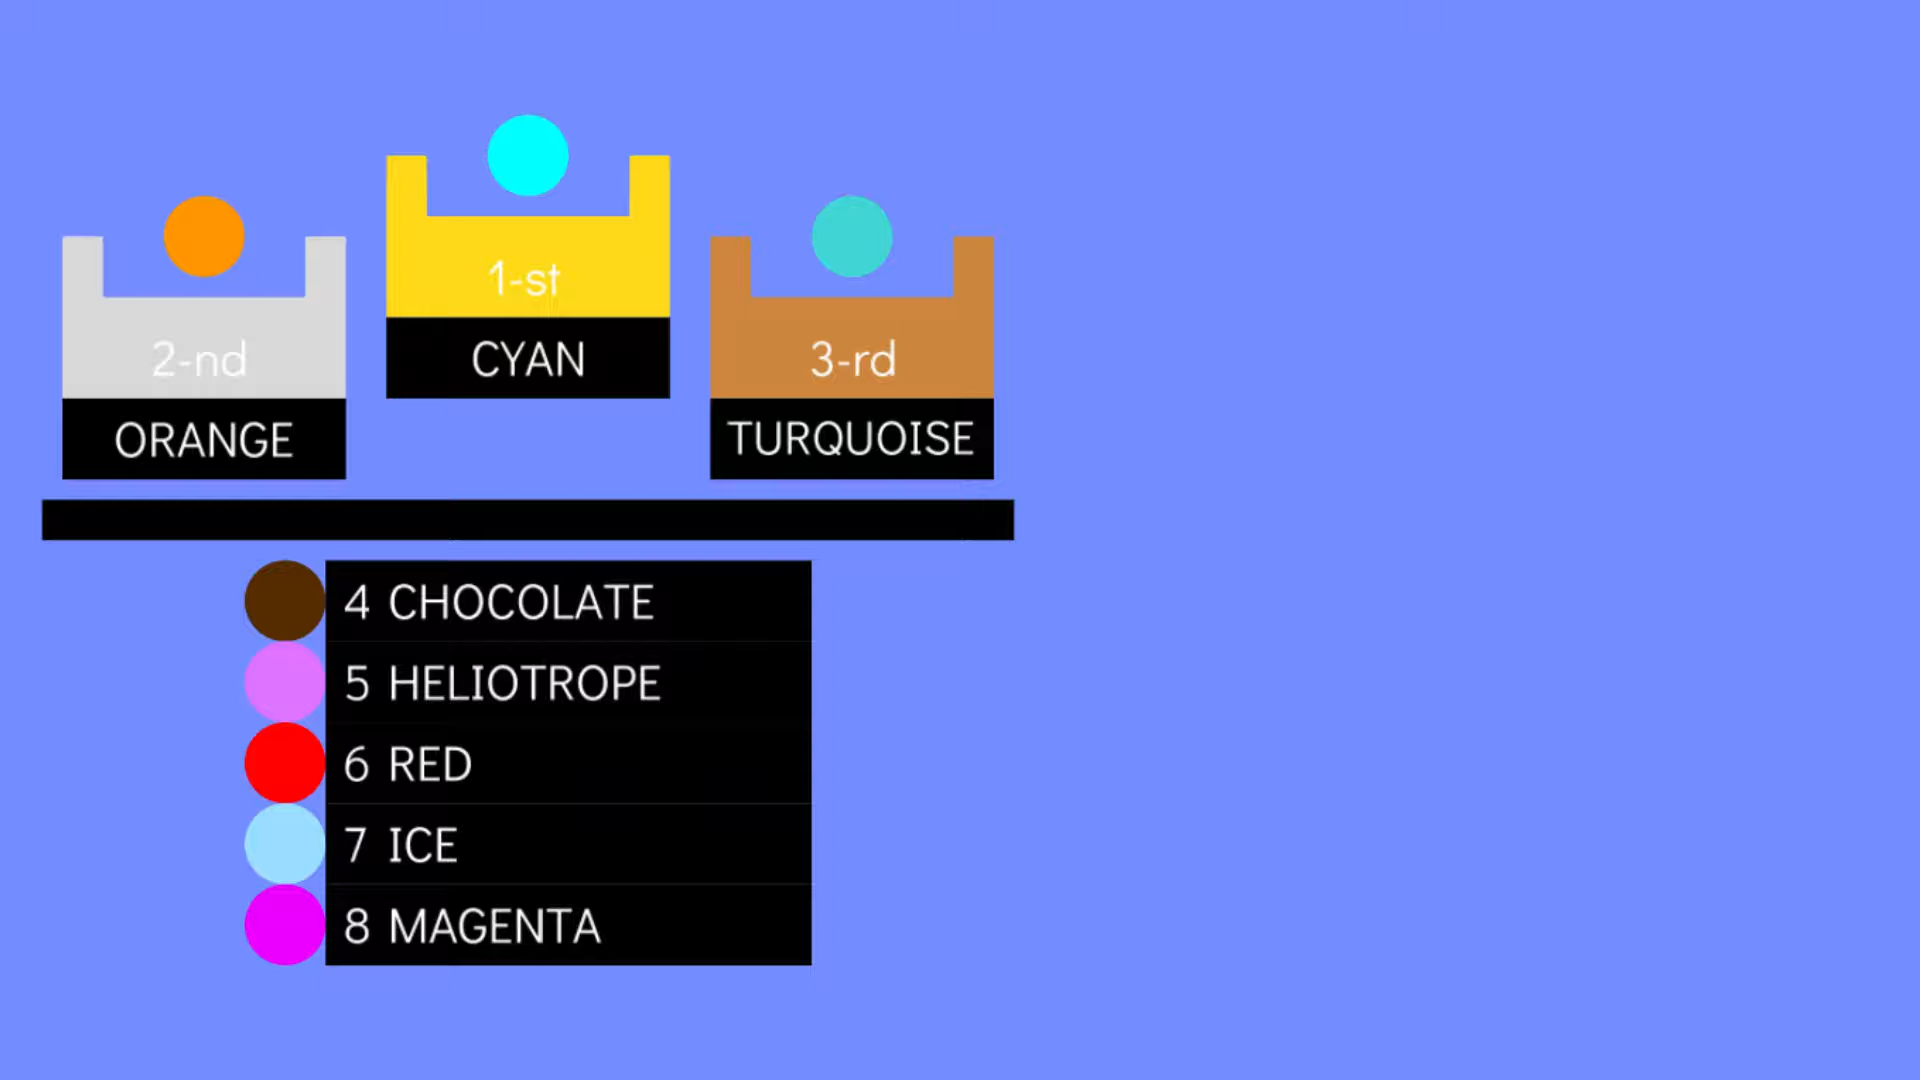 1-st
CYAN
2-nd
ORANGE
3-rd
TURQUOISE
4 CHOCOLATE
5 HELIOTROPE
6 RED
7 ICE
8 MAGENTA